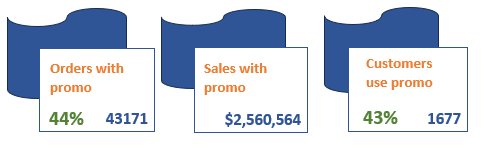 Orders with
promo
44% 43171
Sales with
promo
$2,560,564
Customers
use promo
43% 1677